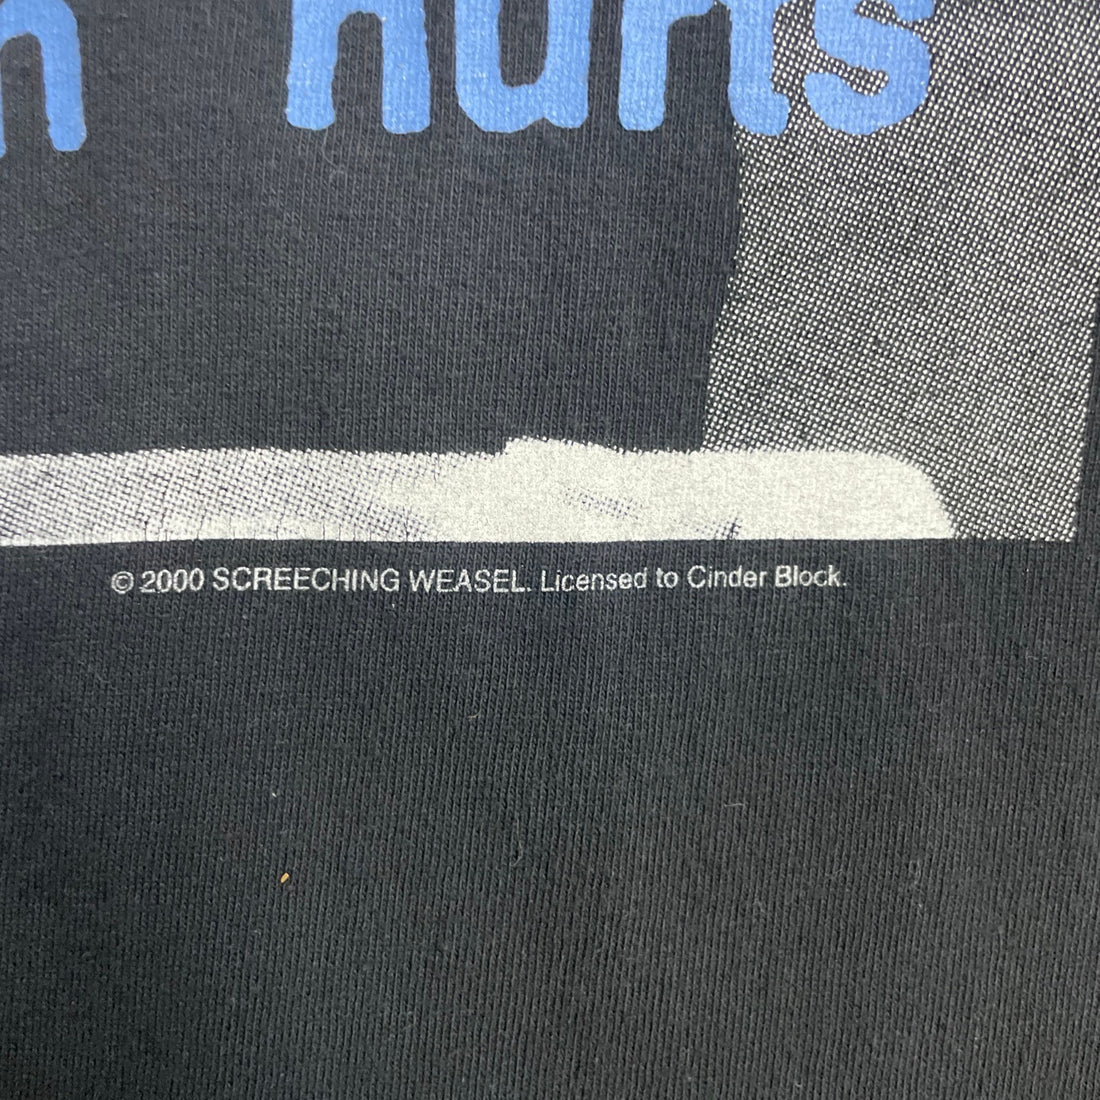 hurts
© 2000 SCREECHING WEASEL. Licensed to Cinder Block.